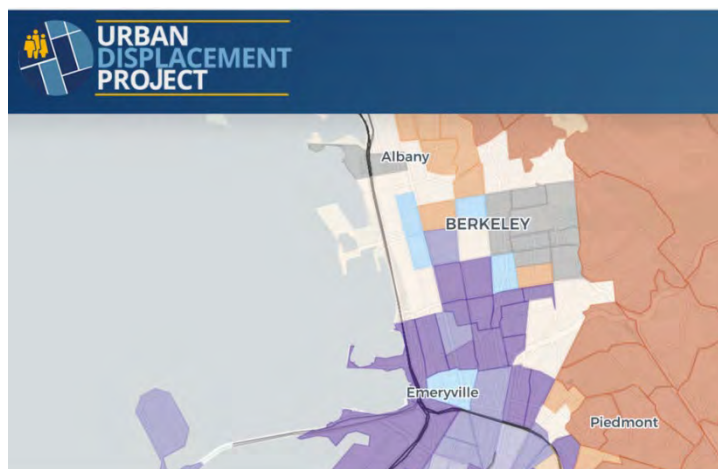 URBAN
DISPLACEMENT
PROJECT
Albany
BERKELEY
Emeryville
Piedmont